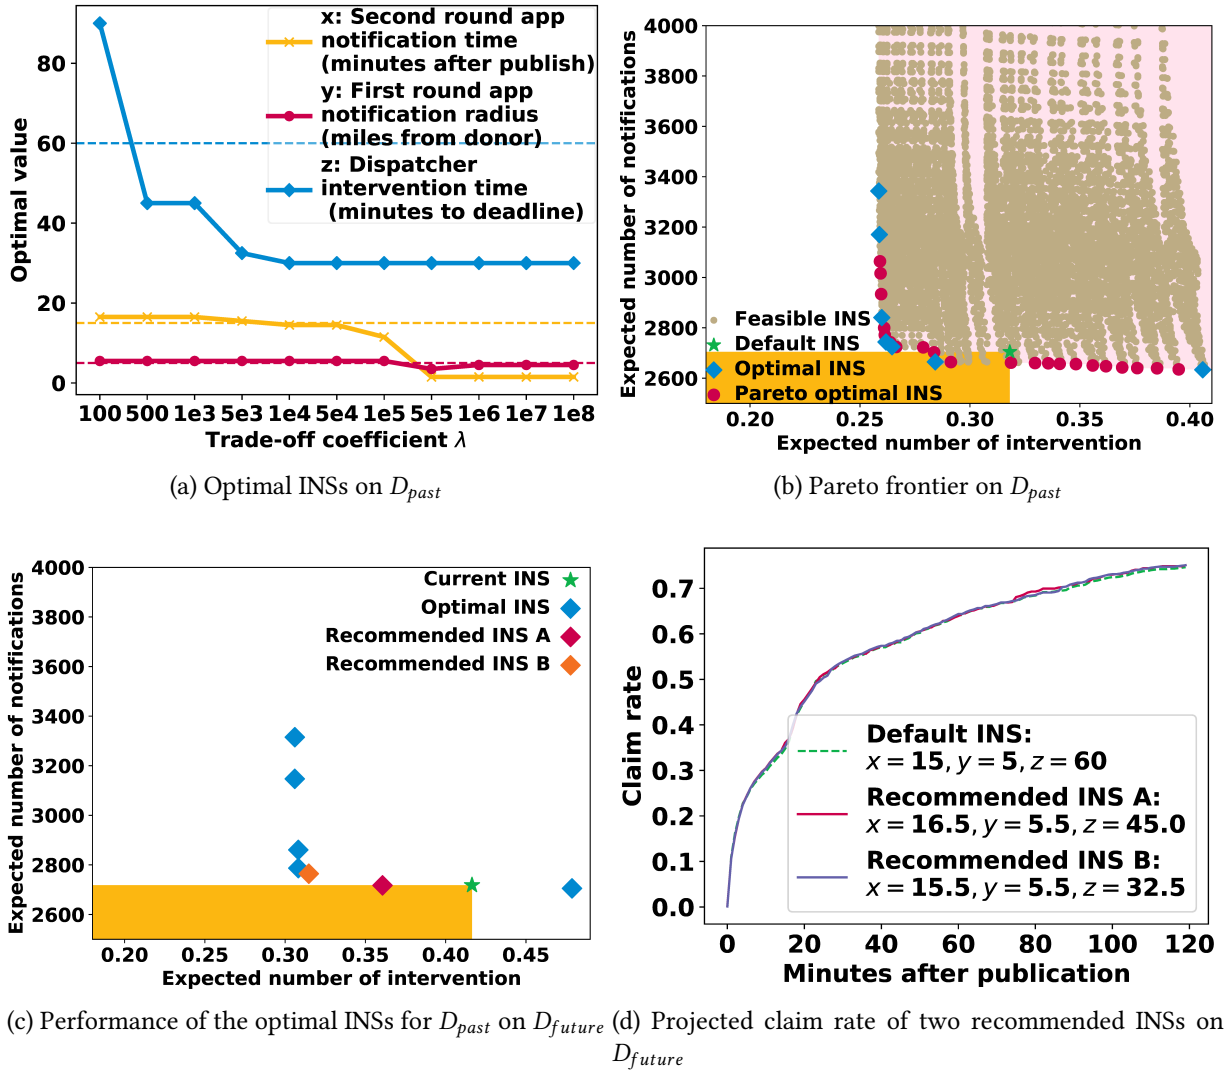 x: Second round app
notification time
(minutes after publish)
y: First round app
notification radius
(miles from donor)
z: Dispatcher
intervention time
(minutes to deadline)
Optimal value
80
60
40
20
0
100 500 1e3 5e3 1e4 5e4 1e5 5e5 1e6 1e7 1e8
Trade-off coefficient λ
(a) Optimal INSs on D_past
Expected number of notifications
4000
3800
3600
3400
3200
3000
2800
2600
Feasible INS
Default INS
Optimal INS
Pareto optimal INS
0.20 0.25 0.30 0.35 0.40
Expected number of intervention
(b) Pareto frontier on D_past
Expected number of notifications
4000
3800
3600
3400
3200
3000
2800
2600
Current INS
Optimal INS
Recommended INS A
Recommended INS B
0.20 0.25 0.30 0.35 0.40 0.45
Expected number of intervention
(c) Performance of the optimal INSs for D_past on D_future
Claim rate
0.7
0.6
0.5
0.4
0.3
0.2
0.1
0.0
Default INS:
x = 15, y = 5, z = 60
Recommended INS A:
x = 16.5, y = 5.5, z = 45.0
Recommended INS B:
x = 15.5, y = 5.5, z = 32.5
0 20 40 60 80 100 120
Minutes after publication
(d) Projected claim rate of two recommended INSs on
D_future